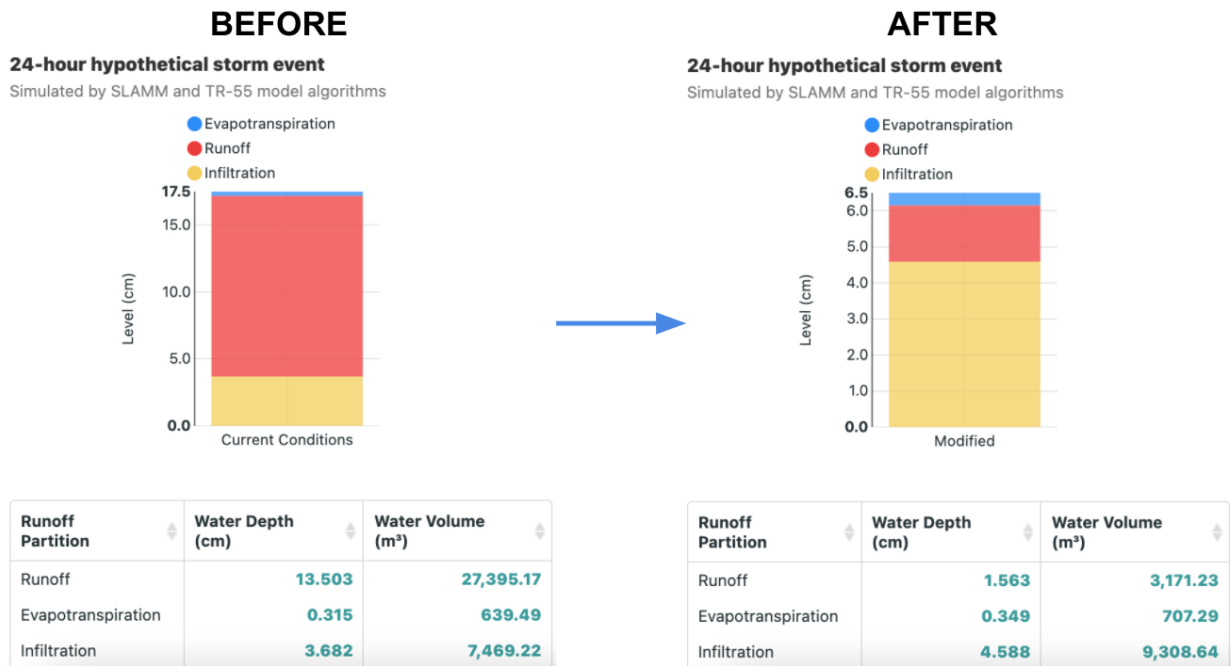 BEFORE
24-hour hypothetical storm event
Simulated by SLAMM and TR-55 model algorithms
Evapotranspiration
Runoff
Infiltration
17.5
15.0
10.0
5.0
0.0
Level (cm)
Current Conditions
Runoff Partition Water Depth (cm) Water Volume (m³)
Runoff 13.503 27,395.17
Evapotranspiration 0.315 639.49
Infiltration 3.682 7,469.22
AFTER
24-hour hypothetical storm event
Simulated by SLAMM and TR-55 model algorithms
Evapotranspiration
Runoff
Infiltration
6.5
6.0
5.0
4.0
3.0
2.0
1.0
0.0
Level (cm)
Modified
Runoff Partition Water Depth (cm) Water Volume (m³)
Runoff 1.563 3,171.23
Evapotranspiration 0.349 707.29
Infiltration 4.588 9,308.64